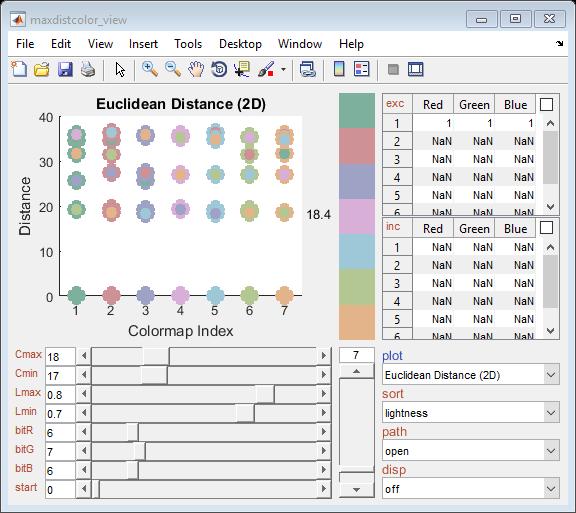 maxdistcolor_view
File Edit View Insert Tools Desktop Window Help
Euclidean Distance (2D)
40
30
20
10
0
Distance
1 2 3 4 5 6 7
Colormap Index
18.4
exc Red Green Blue
1 1 1 1
2 NaN NaN NaN
3 NaN NaN NaN
4 NaN NaN NaN
5 NaN NaN NaN
6 NaN NaN NaN
inc Red Green Blue
1 NaN NaN NaN
2 NaN NaN NaN
3 NaN NaN NaN
4 NaN NaN NaN
5 NaN NaN NaN
6 NaN NaN NaN
Cmax 18
Cmin 17
Lmax 0.8
Lmin 0.7
bitR 6
bitG 7
bitB 6
start 0
7
plot
Euclidean Distance (2D)
sort
lightness
path
open
disp
off